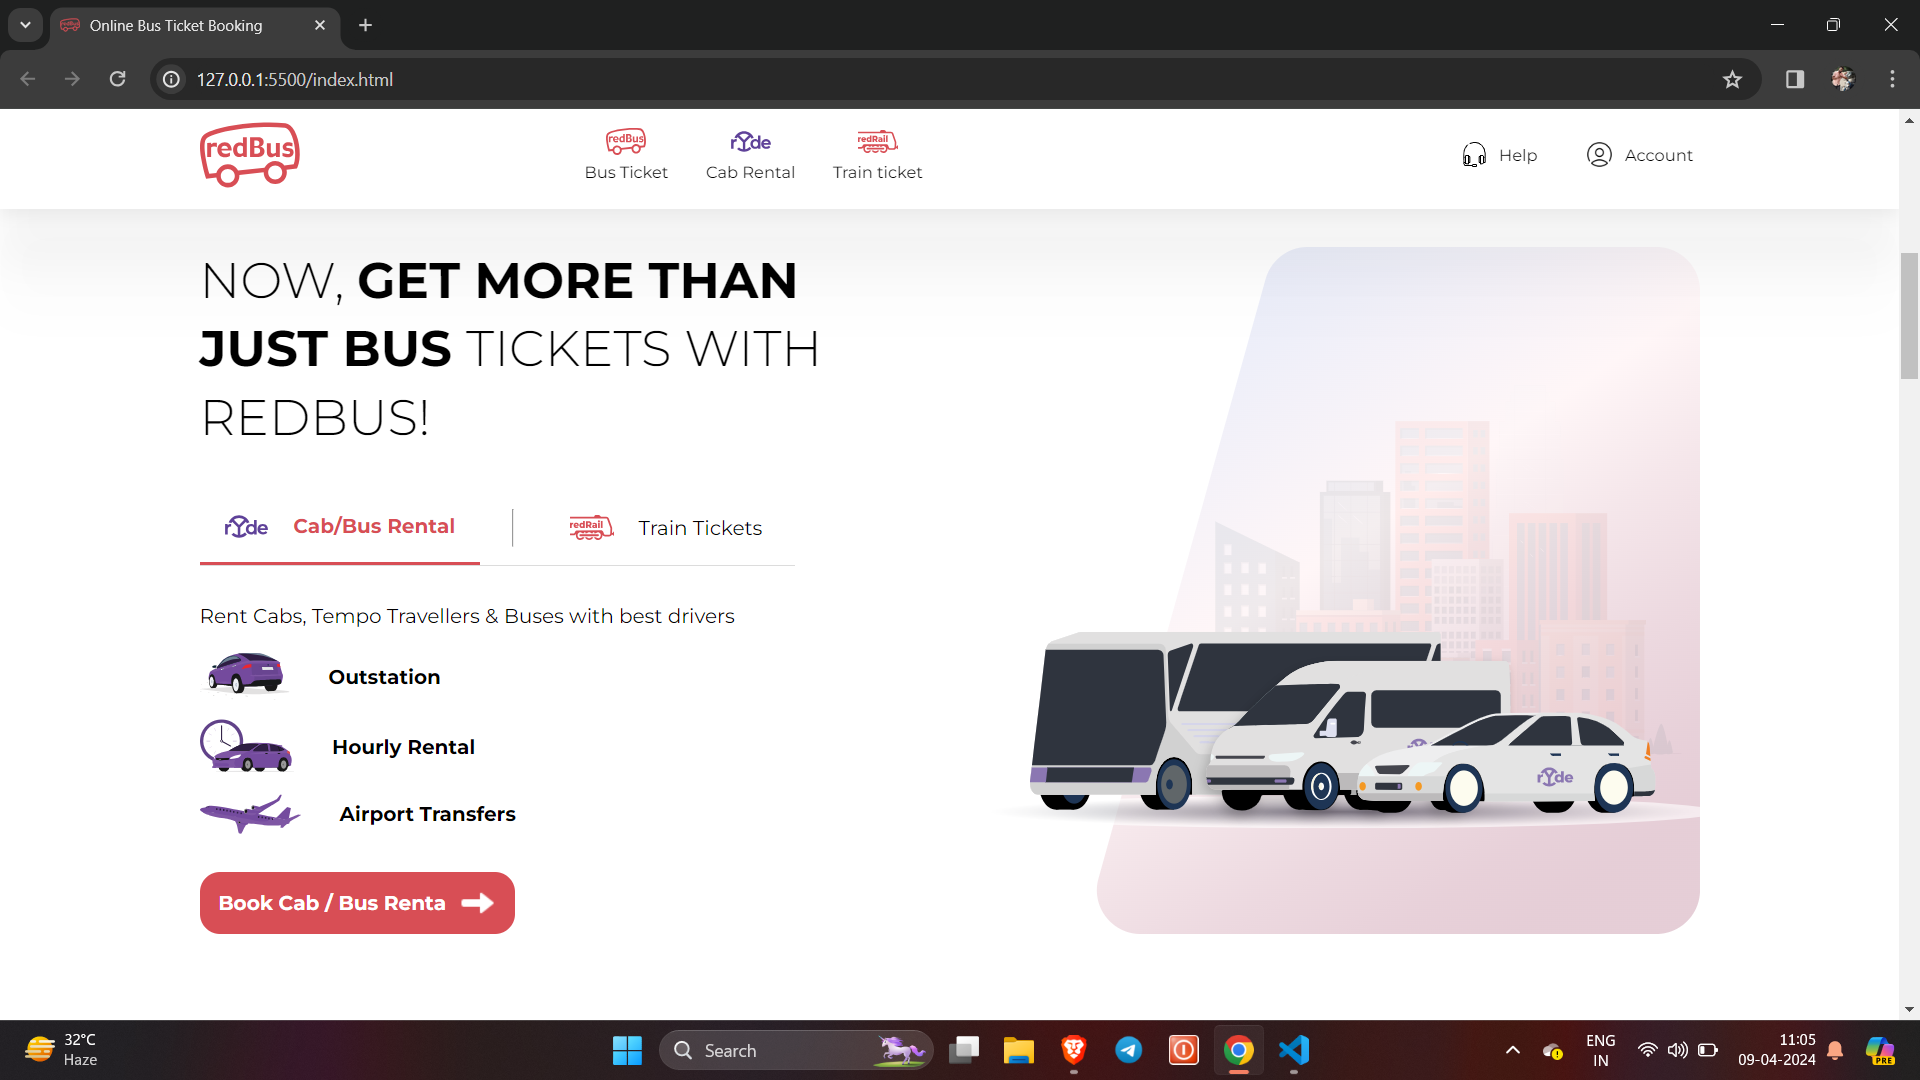 Online Bus Ticket Booking
127.0.0.1:5500/index.html
redBus
redBus
Bus Ticket
ryde
Cab Rental
redRail
Train ticket
Help
Account
NOW, GET MORE THAN
JUST BUS TICKETS WITH
REDBUS!
ryde
Cab/Bus Rental
redRail
Train Tickets
Rent Cabs, Tempo Travellers & Buses with best drivers
Outstation
Hourly Rental
Airport Transfers
Book Cab / Bus Renta
ryde
32°C
Haze
Search
ENG
IN
11:05
09-04-2024
PRE